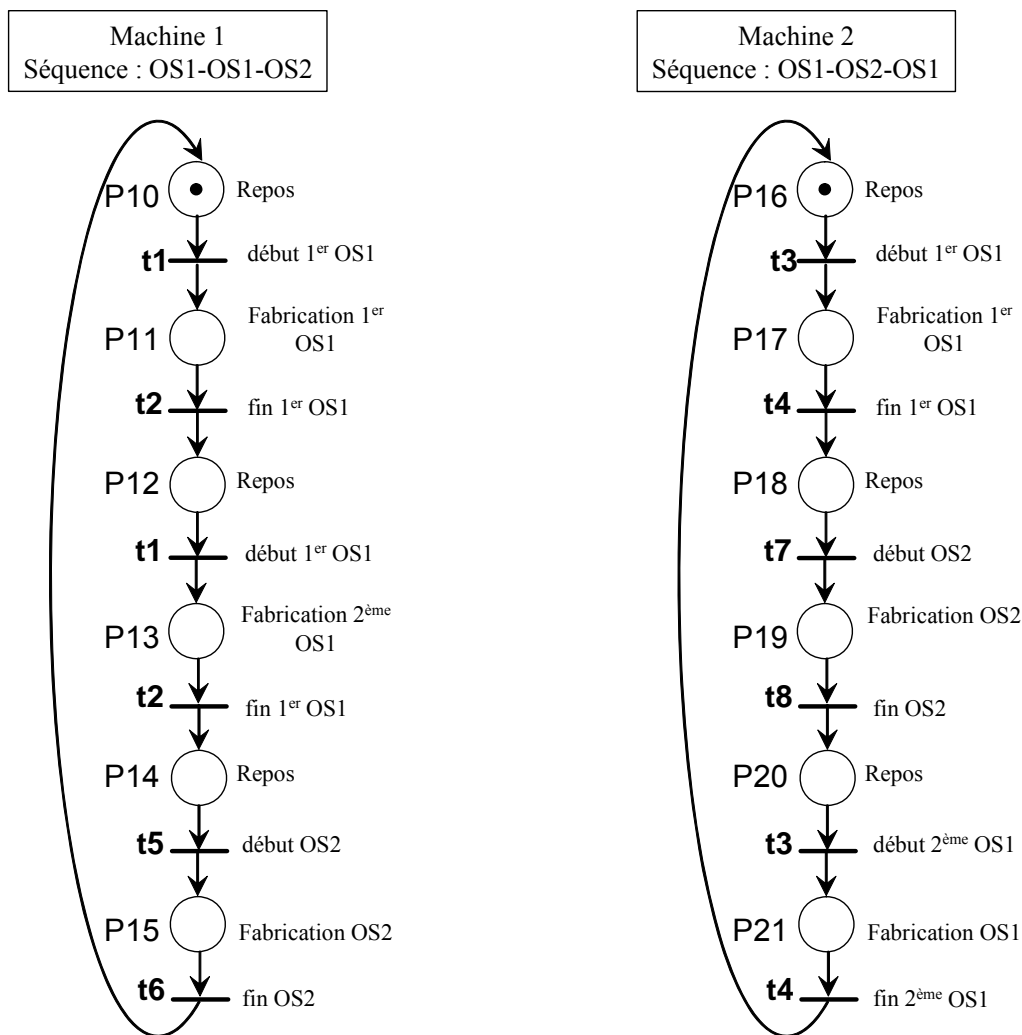 Machine 1
Séquence : OS1-OS1-OS2
P10
Repos
t1
début 1er OS1
P11
Fabrication 1er
OS1
t2
fin 1er OS1
P12
Repos
t1
début 1er OS1
P13
Fabrication 2ème
OS1
t2
fin 1er OS1
P14
Repos
t5
début OS2
P15
Fabrication OS2
t6
fin OS2
Machine 2
Séquence : OS1-OS2-OS1
P16
Repos
t3
début 1er OS1
P17
Fabrication 1er
OS1
t4
fin 1er OS1
P18
Repos
t7
début OS2
P19
Fabrication OS2
t8
fin OS2
P20
Repos
t3
début 2ème OS1
P21
Fabrication OS1
t4
fin 2ème OS1